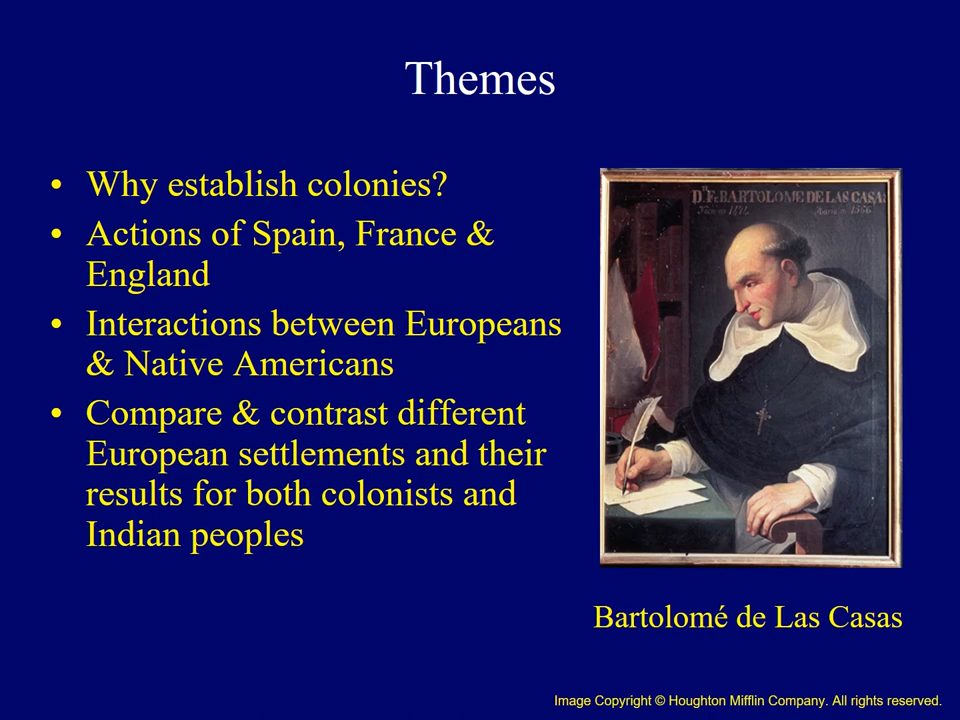 Themes
• Why establish colonies?
• Actions of Spain, France &
England
• Interactions between Europeans
& Native Americans
• Compare & contrast different
European settlements and their
results for both colonists and
Indian peoples
D.n Fr. BARTOLOMÉ DE LAS CASAS
Bartolomé de Las Casas
Image Copyright © Houghton Mifflin Company. All rights reserved.